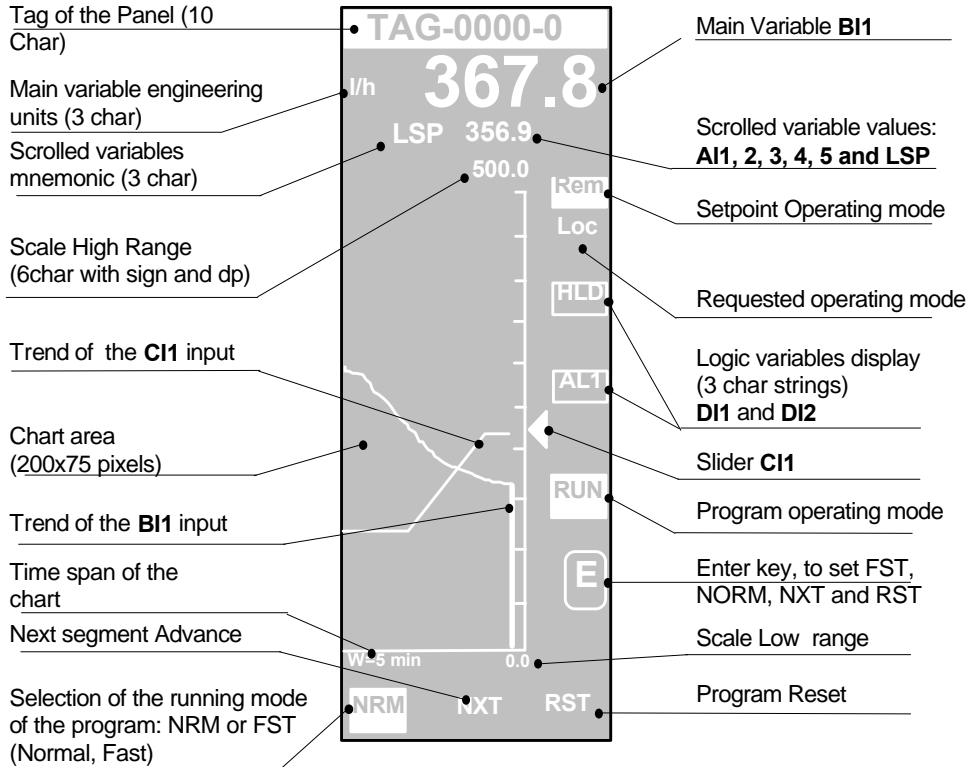 Tag of the Panel (10
Char)
Main variable engineering
units (3 char)
Scrolled variables
mnemonic (3 char)
Scale High Range
(6char with sign and dp)
Trend of the CI1 input
Chart area
(200x75 pixels)
Trend of the BI1 input
Time span of the
chart
Next segment Advance
Selection of the running mode
of the program: NRM or FST
(Normal, Fast)
TAG-0000-0
l/h
367.8
LSP 356.9
500.0
Rem
Loc
HLD
AL1
RUN
E
W=5 min
0.0
NRM
NXT
RST
Main Variable BI1
Scrolled variable values:
AI1, 2, 3, 4, 5 and LSP
Setpoint Operating mode
Requested operating mode
Logic variables display
(3 char strings)
DI1 and DI2
Slider CI1
Program operating mode
Enter key, to set FST,
NORM, NXT and RST
Scale Low range
Program Reset